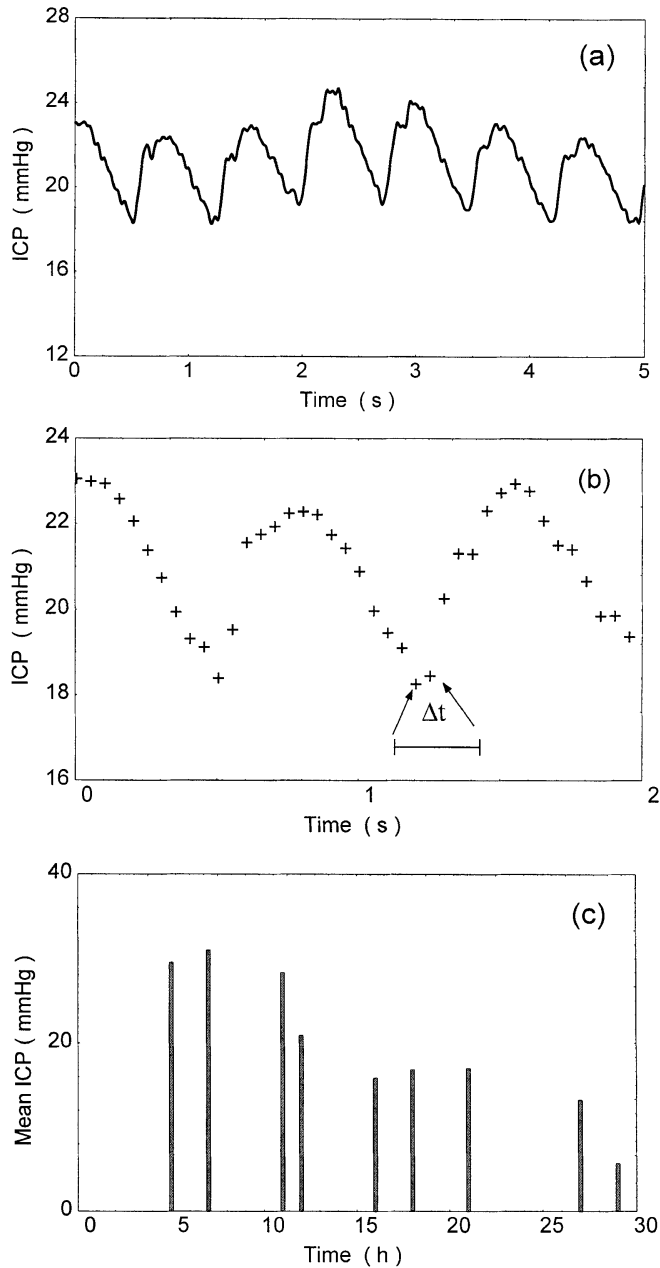 (a)
ICP ( mmHg )
28
24
20
16
12
0 1 2 3 4 5
Time ( s )
(b)
ICP ( mmHg )
24
22
20
18
16
Δt
0 1 2
Time ( s )
(c)
Mean ICP ( mmHg )
40
20
0
0 5 10 15 20 25 30
Time ( h )